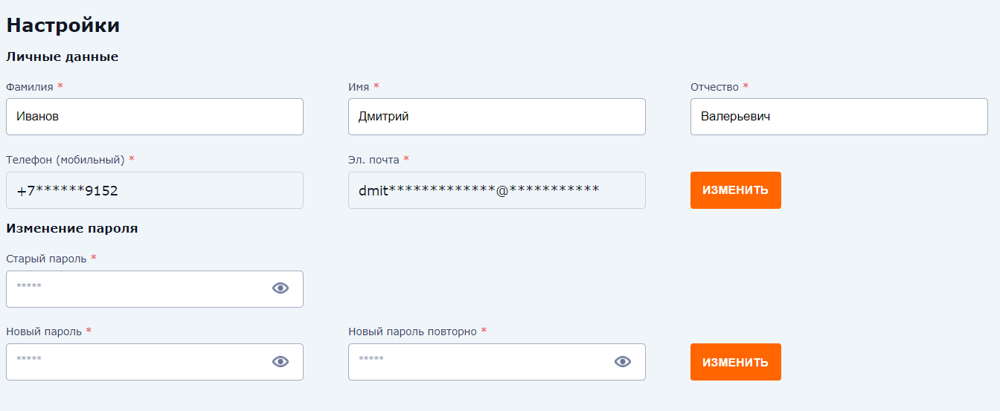 Настройки
Личные данные
Фамилия * Имя * Отчество *
Иванов Дмитрий Валерьевич
Телефон (мобильный) * Эл. почта *
+7******9152 dmit*************@*********** ИЗМЕНИТЬ
Изменение пароля
Старый пароль *
*****
Новый пароль * Новый пароль повторно *
***** ***** ИЗМЕНИТЬ